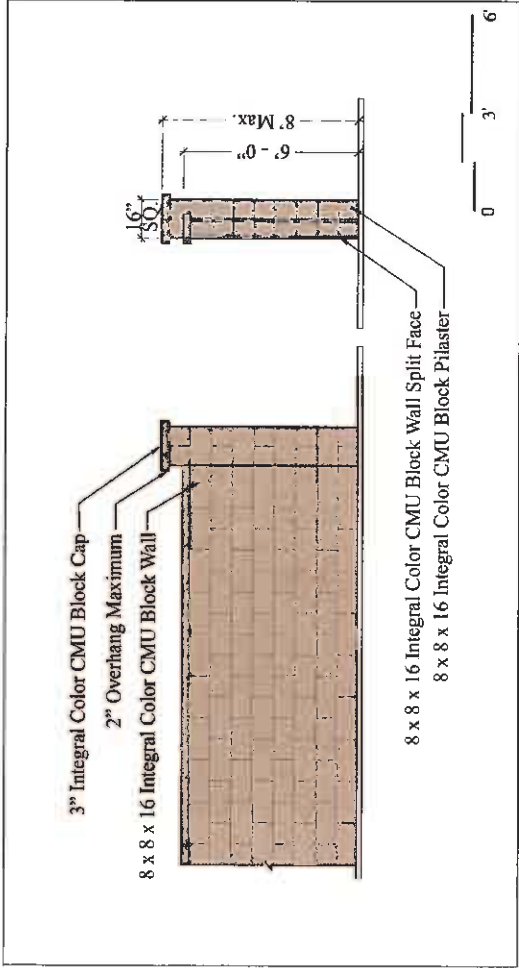 3” Integral Color CMU Block Cap
2” Overhang Maximum
8 x 8 x 16 Integral Color CMU Block Wall
16”
SQ.
6’ - 0”
8’ Max.
8 x 8 x 16 Integral Color CMU Block Wall Split Face
8 x 8 x 16 Integral Color CMU Block Pilaster
0 3' 6'